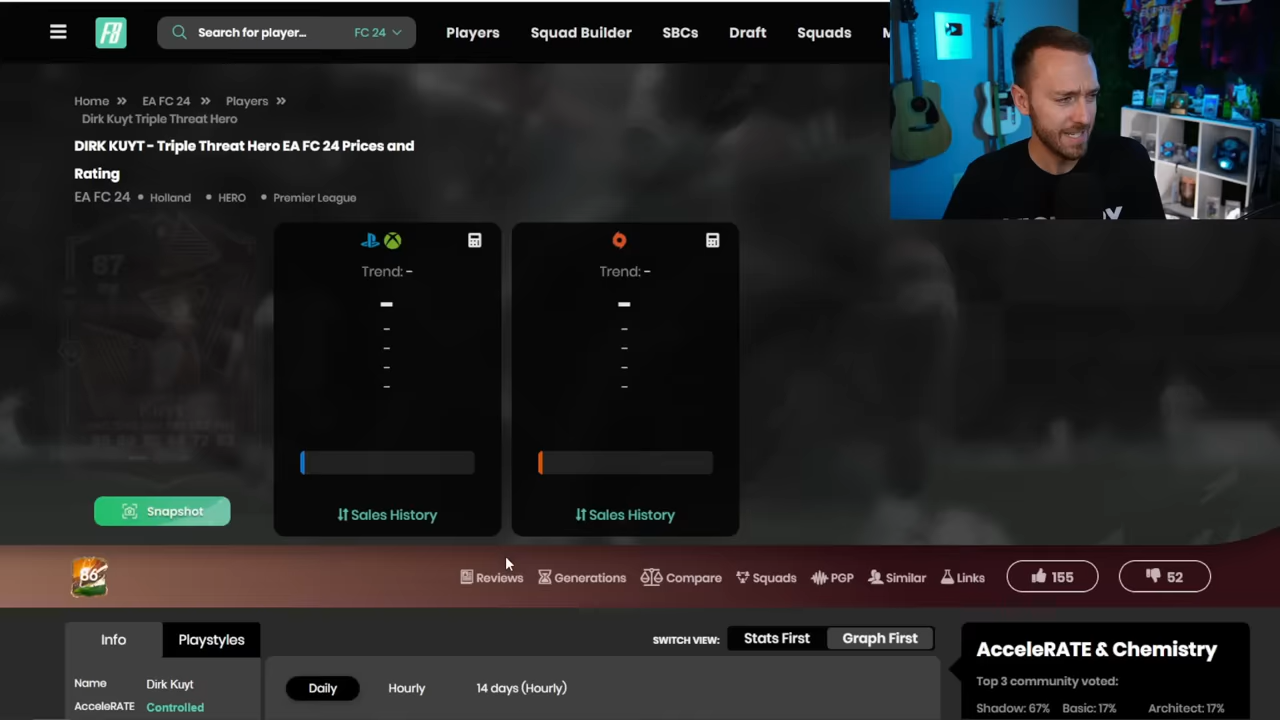 FB
Search for player...
FC 24
Players
Squad Builder
SBCs
Draft
Squads
M
Home
EA FC 24
Players
Dirk Kuyt Triple Threat Hero
DIRK KUYT - Triple Threat Hero EA FC 24 Prices and
Rating
EA FC 24 • Holland • HERO • Premier League
87
Trend: -
-
-
-
-
-
Sales History
Trend: -
-
-
-
-
-
Sales History
Snapshot
86
Reviews
Generations
Compare
Squads
PGP
Similar
Links
155
52
Info
Playstyles
SWITCH VIEW:
Stats First
Graph First
Name Dirk Kuyt
AcceleRATE Controlled
Daily
Hourly
14 days (Hourly)
AcceleRATE & Chemistry
Top 3 community voted:
Shadow: 67% Basic: 17% Architect: 17%